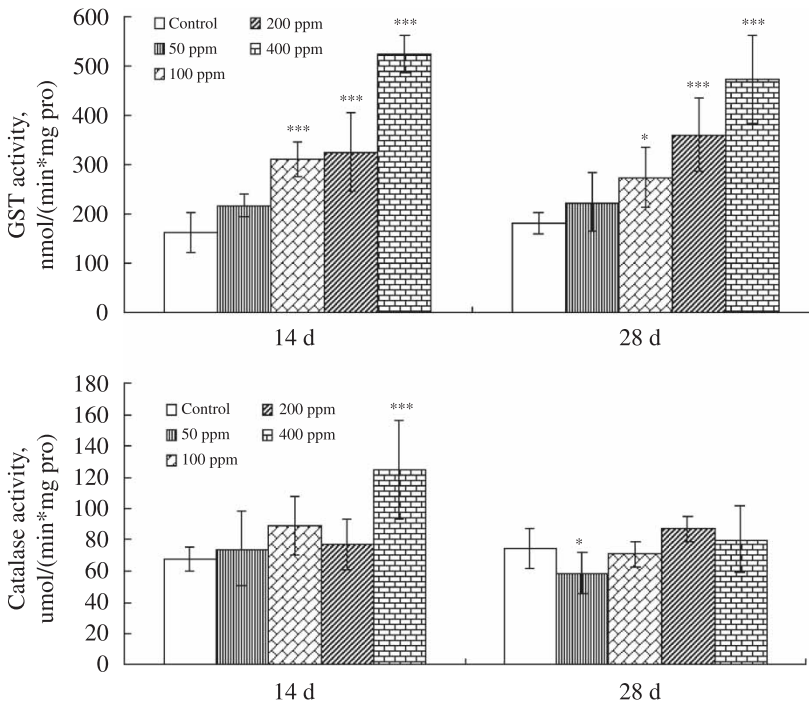 GST activity,
nmol/(min*mg pro)
600
500
400
300
200
100
0
Control
50 ppm
100 ppm
200 ppm
400 ppm
***
***
***
*
***
***
14 d
28 d
Catalase activity,
umol/(min*mg pro)
180
160
140
120
100
80
60
40
20
0
Control
50 ppm
100 ppm
200 ppm
400 ppm
***
*
14 d
28 d